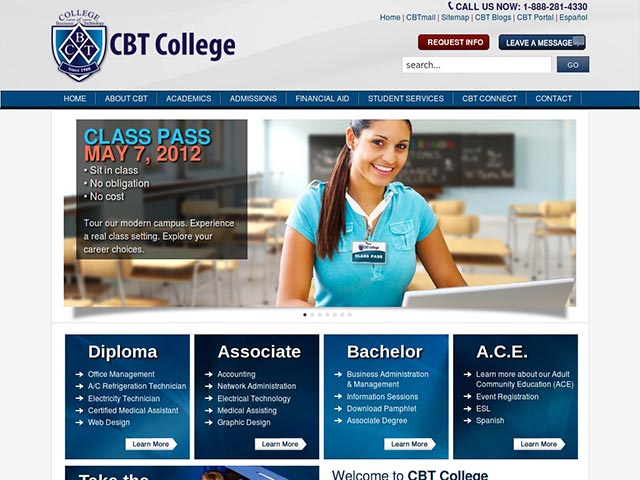 CALL US NOW: 1-888-281-4330
Home | CBTmail | Sitemap | CBT Blogs | CBT Portal | Español
COLLEGE
of
Business Technology
CBT
Since 1988
CBT College
REQUEST INFO
LEAVE A MESSAGE
search...
GO
HOME
ABOUT CBT
ACADEMICS
ADMISSIONS
FINANCIAL AID
STUDENT SERVICES
CBT CONNECT
CONTACT
CLASS PASS
MAY 7, 2012
• Sit in class
• No obligation
• No cost
Tour our modern campus. Experience
a real class setting. Explore your
career choices.
CBT College
CLASS PASS
Diploma
Office Management
A/C Refrigeration Technician
Electricity Technician
Certified Medical Assistant
Web Design
Learn More
Associate
Accounting
Network Administration
Electrical Technology
Medical Assisting
Graphic Design
Learn More
Bachelor
Business Administration
& Management
Information Sessions
Download Pamphlet
Associate Degree
Learn More
A.C.E.
Learn more about our Adult
Community Education (ACE)
Event Registration
ESL
Spanish
Learn More
Take the
Welcome to CBT College